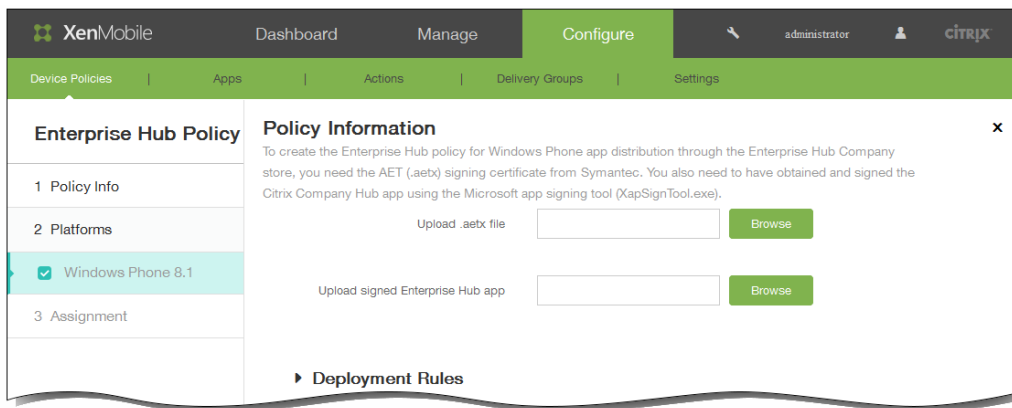 XenMobile Dashboard Manage Configure administrator CITRIX
Device Policies | Apps | Actions | Delivery Groups | Settings
Enterprise Hub Policy
1 Policy Info
2 Platforms
Windows Phone 8.1
3 Assignment
Policy Information
To create the Enterprise Hub policy for Windows Phone app distribution through the Enterprise Hub Company
store, you need the AET (.aetx) signing certificate from Symantec. You also need to have obtained and signed the
Citrix Company Hub app using the Microsoft app signing tool (XapSignTool.exe).
Upload .aetx file Browse
Upload signed Enterprise Hub app Browse
Deployment Rules